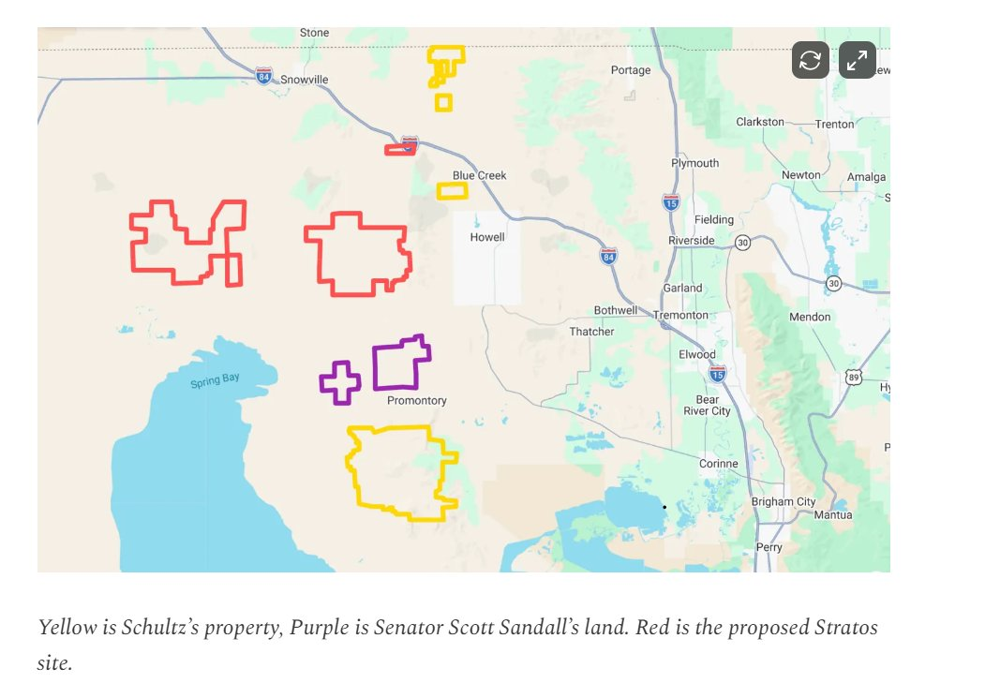 Stone
84
Snowville
Portage
Clarkston
Trenton
84
Plymouth
Blue Creek
Newton
Amalga
15
Fielding
Howell
Riverside
30
84
Garland
30
Bothwell
Tremonton
Mendon
Thatcher
Elwood
Spring Bay
15
89
Hy
Promontory
Bear
River City
Corinne
Brigham City
Mantua
Perry
Yellow is Schultz’s property, Purple is Senator Scott Sandall’s land. Red is the proposed Stratos
site.